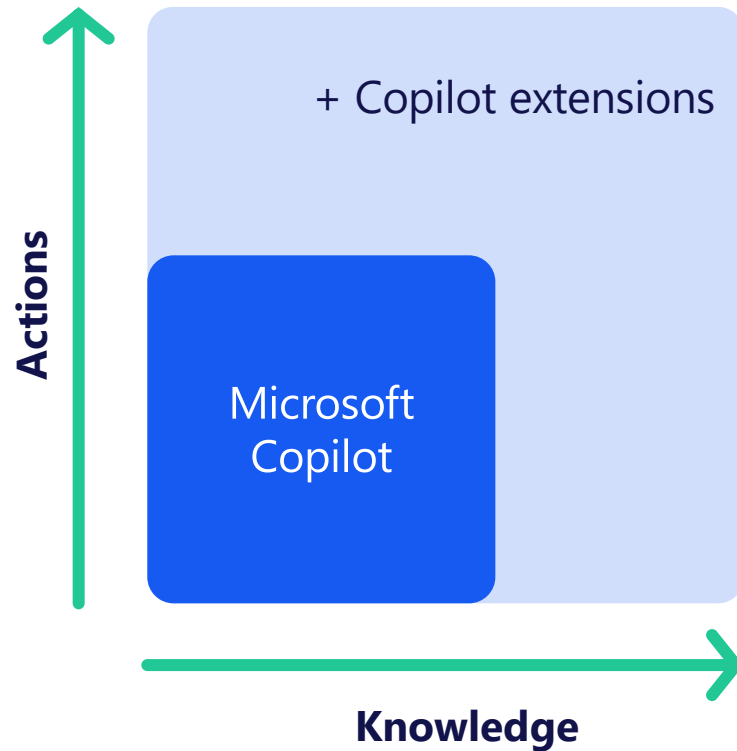 + Copilot extensions
Actions
Microsoft
Copilot
Knowledge